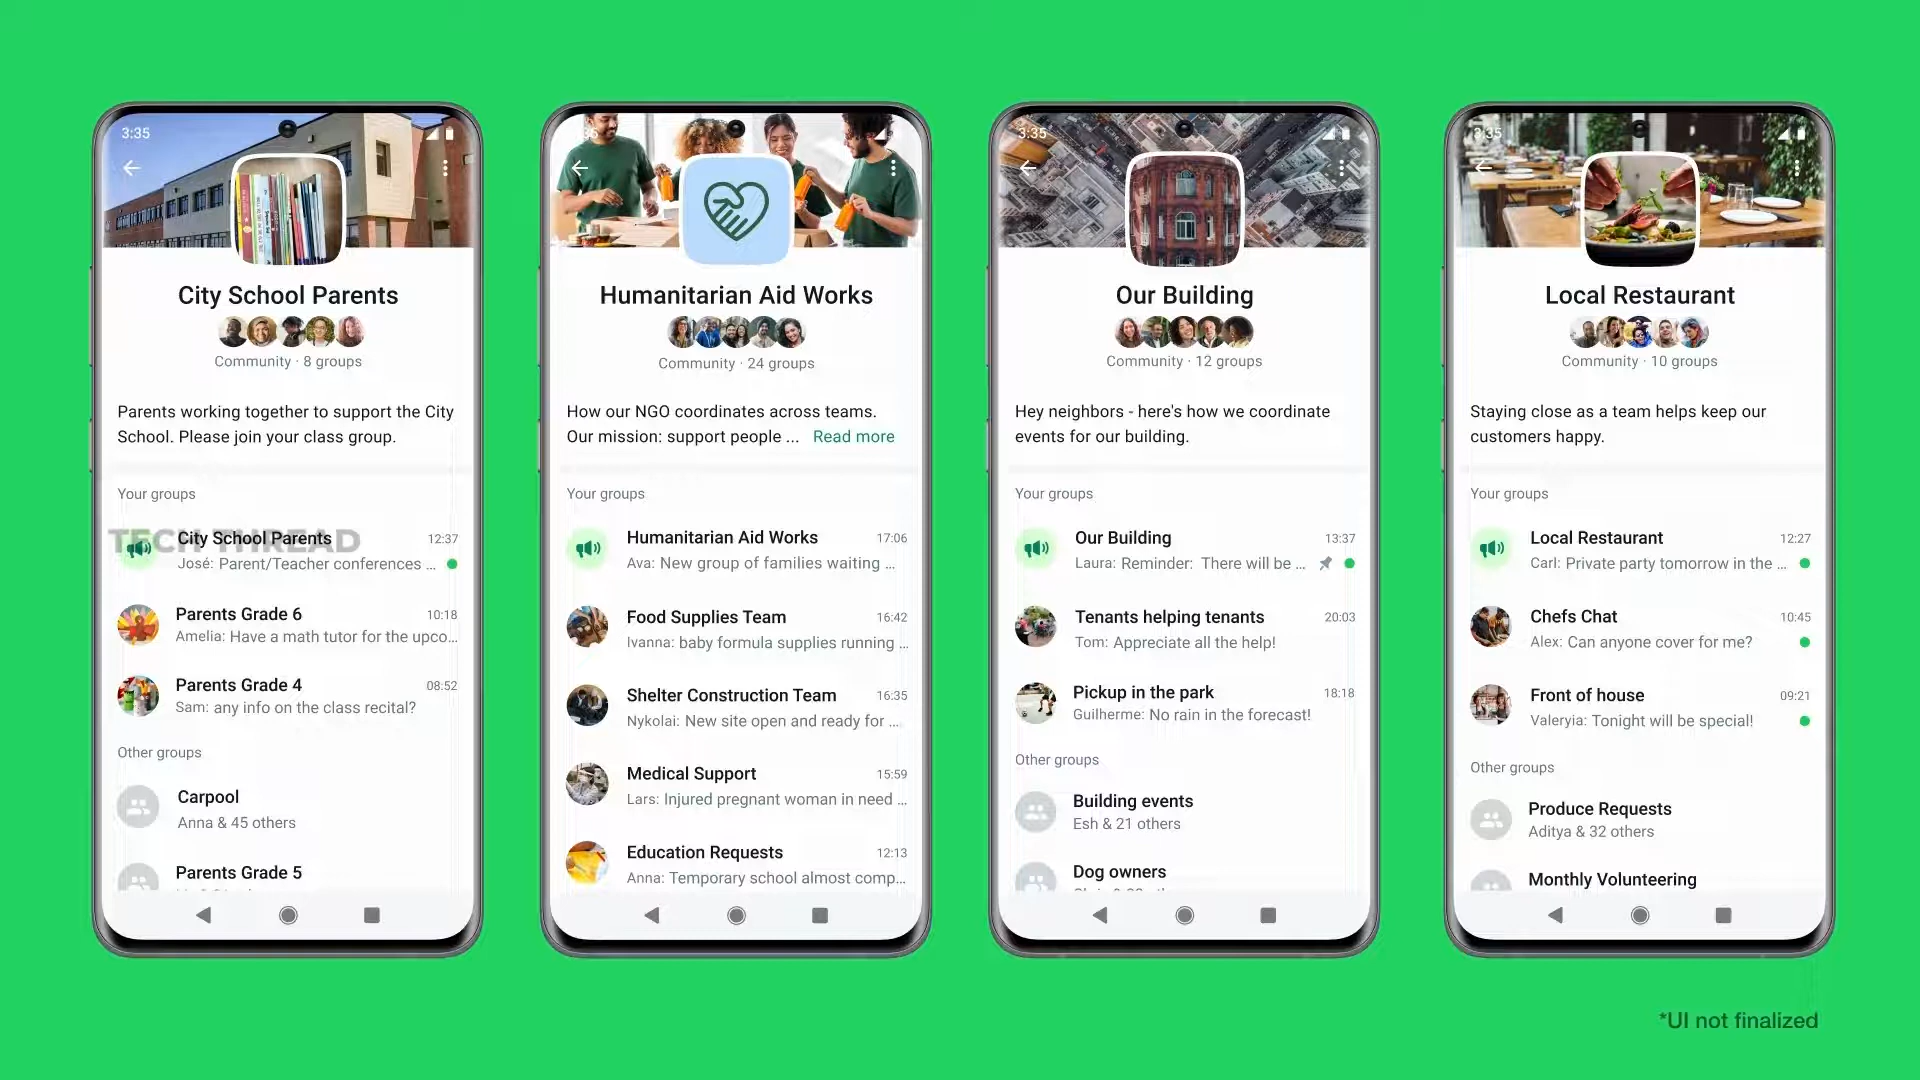 3:35
City School Parents
Community · 8 groups
Parents working together to support the City
School. Please join your class group.
Your groups
TECH THREAD
City School Parents 12:37
José: Parent/Teacher conferences ...
Parents Grade 6 10:18
Amelia: Have a math tutor for the upco...
Parents Grade 4 08:52
Sam: any info on the class recital?
Other groups
Carpool
Anna & 45 others
Parents Grade 5
3:35
Humanitarian Aid Works
Community · 24 groups
How our NGO coordinates across teams.
Our mission: support people ... Read more
Your groups
Humanitarian Aid Works 17:06
Ava: New group of families waiting ...
Food Supplies Team 16:42
Ivanna: baby formula supplies running ...
Shelter Construction Team 16:35
Nykolai: New site open and ready for ...
Medical Support 15:59
Lars: Injured pregnant woman in need ...
Education Requests 12:13
Anna: Temporary school almost comp...
3:35
Our Building
Community · 12 groups
Hey neighbors - here's how we coordinate
events for our building.
Your groups
Our Building 13:37
Laura: Reminder: There will be ...
Tenants helping tenants 20:03
Tom: Appreciate all the help!
Pickup in the park 18:18
Guilherme: No rain in the forecast!
Other groups
Building events
Esh & 21 others
Dog owners
3:35
Local Restaurant
Community · 10 groups
Staying close as a team helps keep our
customers happy.
Your groups
Local Restaurant 12:27
Carl: Private party tomorrow in the ...
Chefs Chat 10:45
Alex: Can anyone cover for me?
Front of house 09:21
Valeryia: Tonight will be special!
Other groups
Produce Requests
Aditya & 32 others
Monthly Volunteering
*UI not finalized